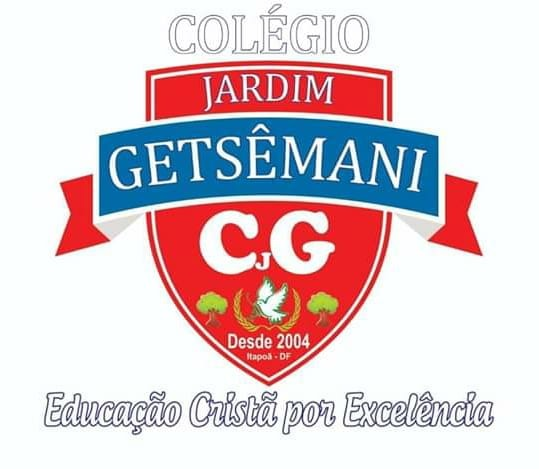 COLÉGIO
JARDIM
GETSÊMANI
CJG
Desde 2004
Itapoã - DF
Educação Cristã por Excelência